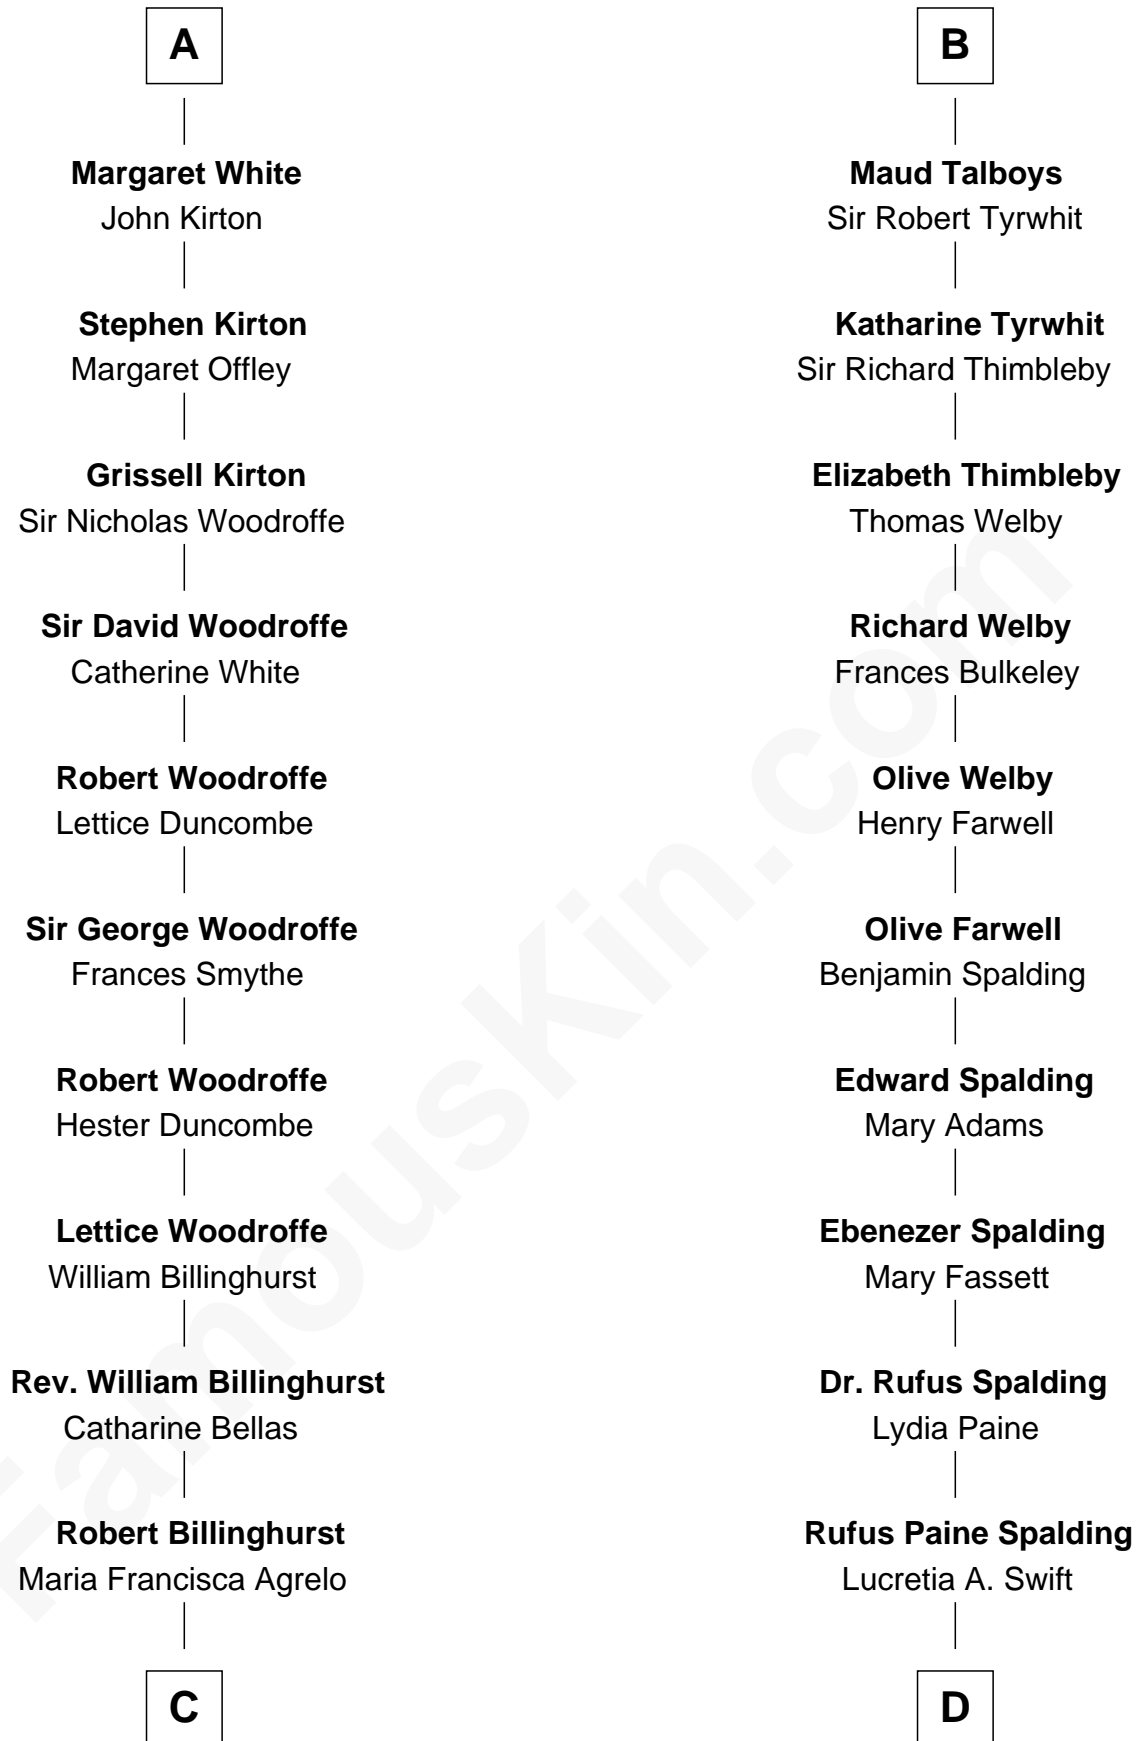 A
Margaret White
John Kirton
Stephen Kirton
Margaret Offley
Grissell Kirton
Sir Nicholas Woodroffe
Sir David Woodroffe
Catherine White
Robert Woodroffe
Lettice Duncombe
Sir George Woodroffe
Frances Smythe
Robert Woodroffe
Hester Duncombe
Lettice Woodroffe
William Billinghurst
Rev. William Billinghurst
Catharine Bellas
Robert Billinghurst
Maria Francisca Agrelo
C
B
Maud Talboys
Sir Robert Tyrwhit
Katharine Tyrwhit
Sir Richard Thimbleby
Elizabeth Thimbleby
Thomas Welby
Richard Welby
Frances Bulkeley
Olive Welby
Henry Farwell
Olive Farwell
Benjamin Spalding
Edward Spalding
Mary Adams
Ebenezer Spalding
Mary Fassett
Dr. Rufus Spalding
Lydia Paine
Rufus Paine Spalding
Lucretia A. Swift
D
FamousKin.com